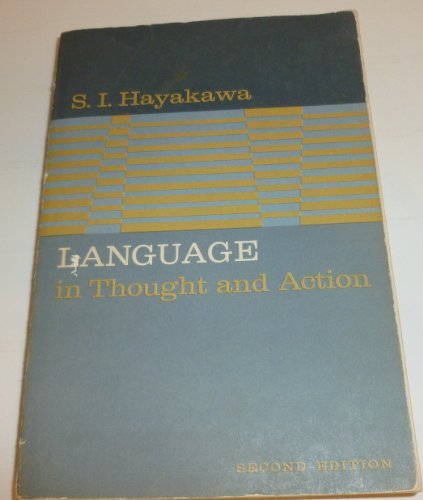 S. I. Hayakawa
LANGUAGE
in Thought and Action
SECOND EDITION